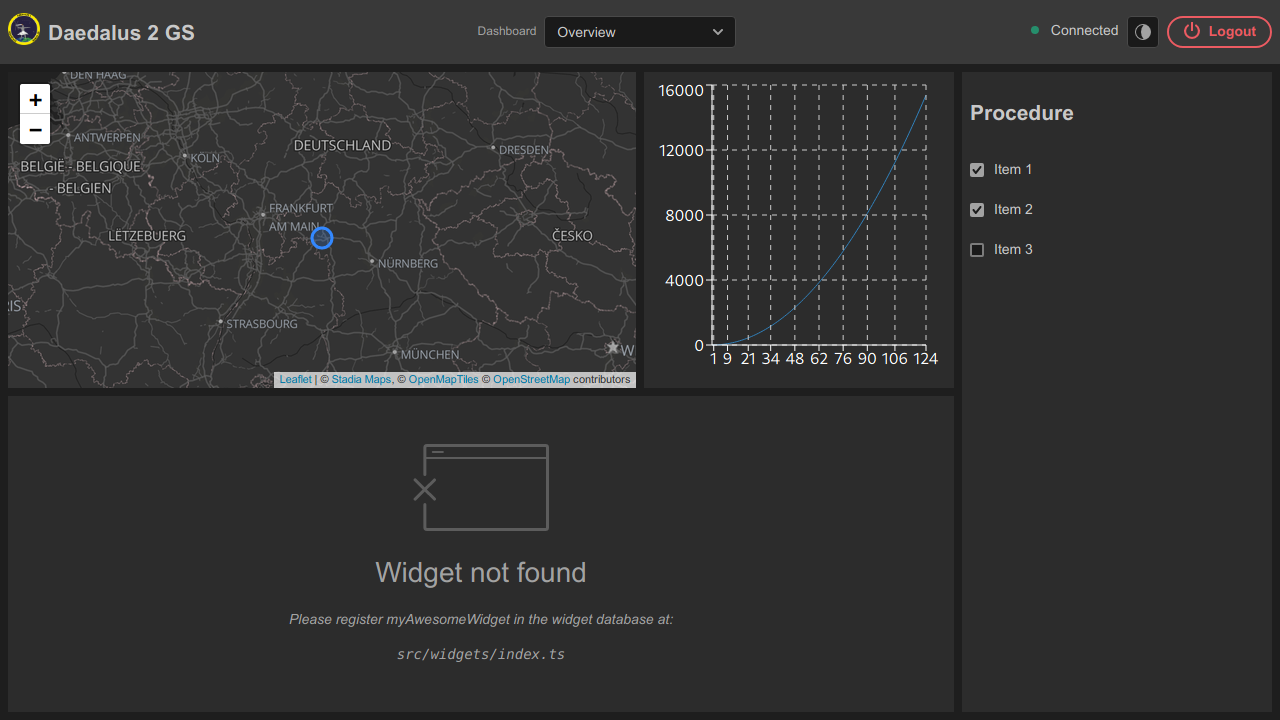 Daedalus 2 GS
Dashboard
Overview
Connected
Logout
+
−
DEN HAAG
ANTWERPEN
BELGIË - BELGIQUE
- BELGIEN
KÖLN
DEUTSCHLAND
DRESDEN
FRANKFURT
AM MAIN
LËTZEBUERG
ČESKO
NÜRNBERG
RIS
STRASBOURG
MÜNCHEN
W
Leaflet | © Stadia Maps, © OpenMapTiles © OpenStreetMap contributors
16000
12000
8000
4000
0
1 9 21 34 48 62 76 90 106 124
Procedure
Item 1
Item 2
Item 3
Widget not found
Please register myAwesomeWidget in the widget database at:
src/widgets/index.ts